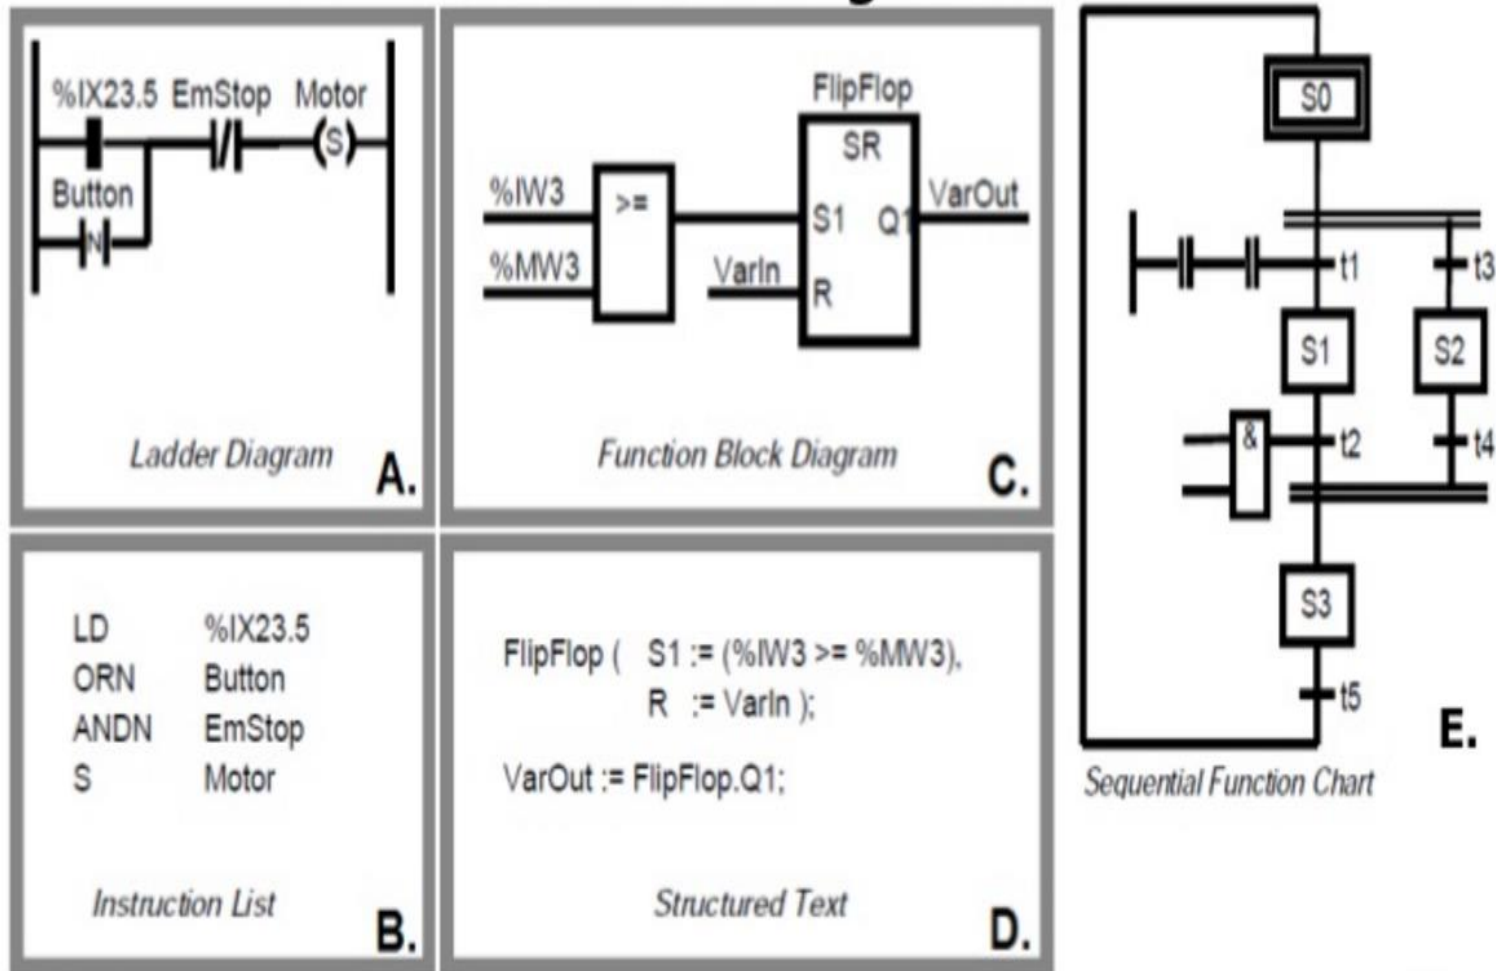 %IX23.5 EmStop Motor
(S)
Button
N
Ladder Diagram
A.
FlipFlop
SR
%IW3 >= S1 Q1 VarOut
%MW3 VarIn R
Function Block Diagram
C.
LD %IX23.5
ORN Button
ANDN EmStop
S Motor
Instruction List
B.
FlipFlop ( S1 := (%IW3 >= %MW3),
R := VarIn );
VarOut := FlipFlop.Q1;
Structured Text
D.
S0
t1 t3
S1 S2
& t2 t4
S3
t5
E.
Sequential Function Chart